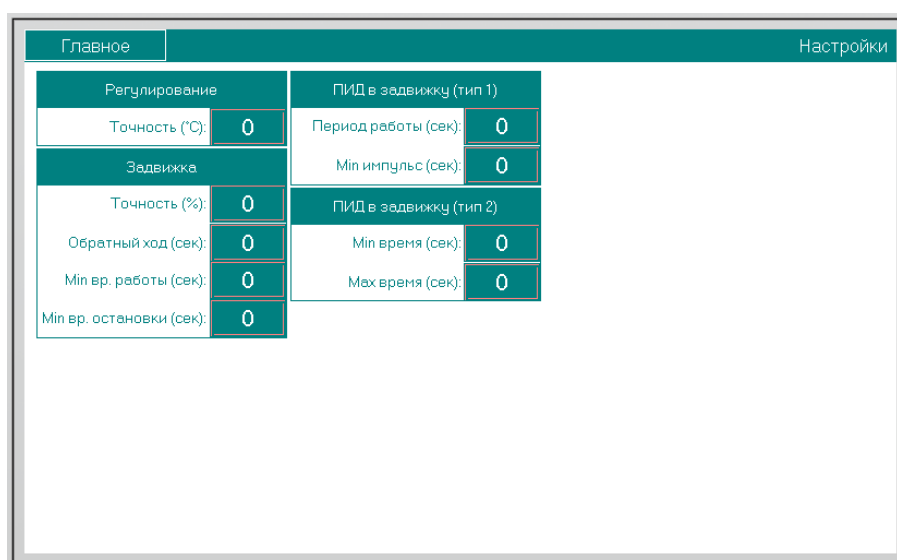 Главное
Настройки
Регулирование
Точность (°C): 0
Задвижка
Точность (%): 0
Обратный ход (сек): 0
Min вр. работы (сек): 0
Min вр. остановки (сек): 0
ПИД в задвижку (тип 1)
Период работы (сек): 0
Min импульс (сек): 0
ПИД в задвижку (тип 2)
Min время (сек): 0
Max время (сек): 0